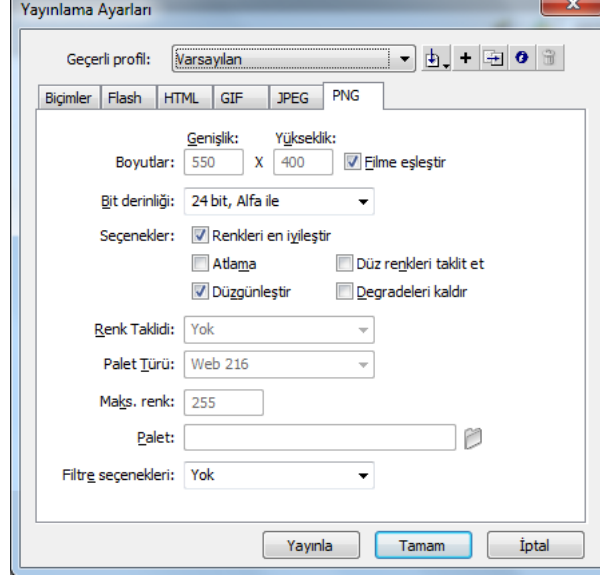 Yayınlama Ayarları
Geçerli profil: Varsayılan
Biçimler Flash HTML GIF JPEG PNG
Genişlik: Yükseklik:
Boyutlar: 550 X 400 Filme eşleştir
Bit derinliği: 24 bit, Alfa ile
Seçenekler: Renkleri en iyileştir
Atlama Düz renkleri taklit et
Düzgünleştir Degradeleri kaldır
Renk Taklidi: Yok
Palet Türü: Web 216
Maks. renk: 255
Palet:
Filtre seçenekleri: Yok
Yayınla Tamam İptal